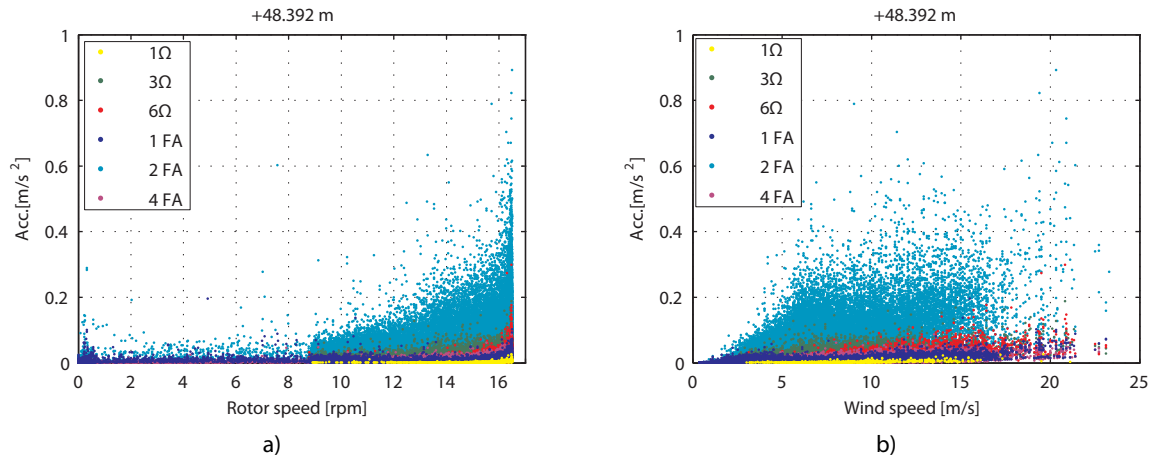 +48.392 m
1
0.8
0.6
0.4
0.2
0
Acc.[m/s²]
1Ω
3Ω
6Ω
1 FA
2 FA
4 FA
0 2 4 6 8 10 12 14 16
Rotor speed [rpm]
a)
+48.392 m
1
0.8
0.6
0.4
0.2
0
Acc.[m/s²]
1Ω
3Ω
6Ω
1 FA
2 FA
4 FA
0 5 10 15 20 25
Wind speed [m/s]
b)